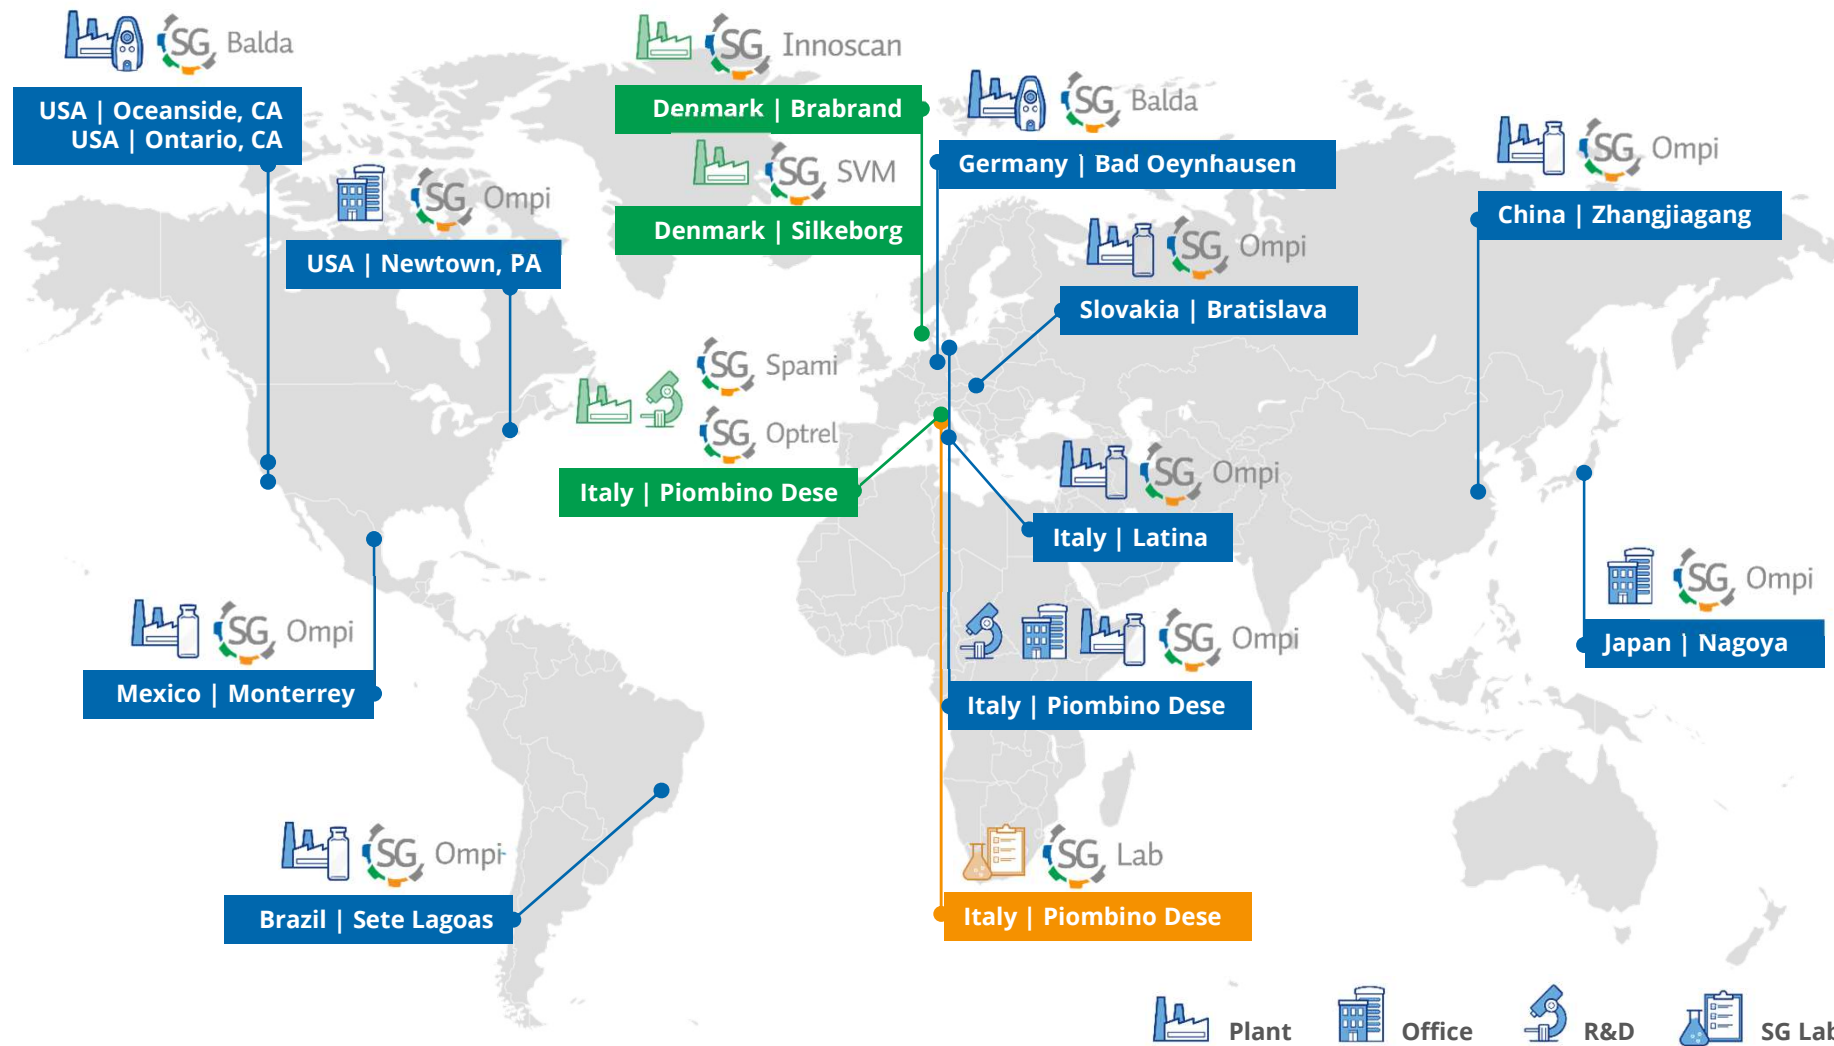 SG Balda
USA | Oceanside, CA
USA | Ontario, CA
SG Ompi
USA | Newtown, PA
SG Innoscan
Denmark | Brabrand
SG SVM
Denmark | Silkeborg
SG Balda
Germany | Bad Oeynhausen
SG Ompi
China | Zhangjiagang
SG Ompi
Slovakia | Bratislava
SG Spami
SG Optrel
Italy | Piombino Dese
SG Ompi
Italy | Latina
SG Ompi
Japan | Nagoya
SG Ompi
Mexico | Monterrey
SG Ompi
Italy | Piombino Dese
SG Ompi
Brazil | Sete Lagoas
SG Lab
Italy | Piombino Dese
Plant
Office
R&D
SG Lab